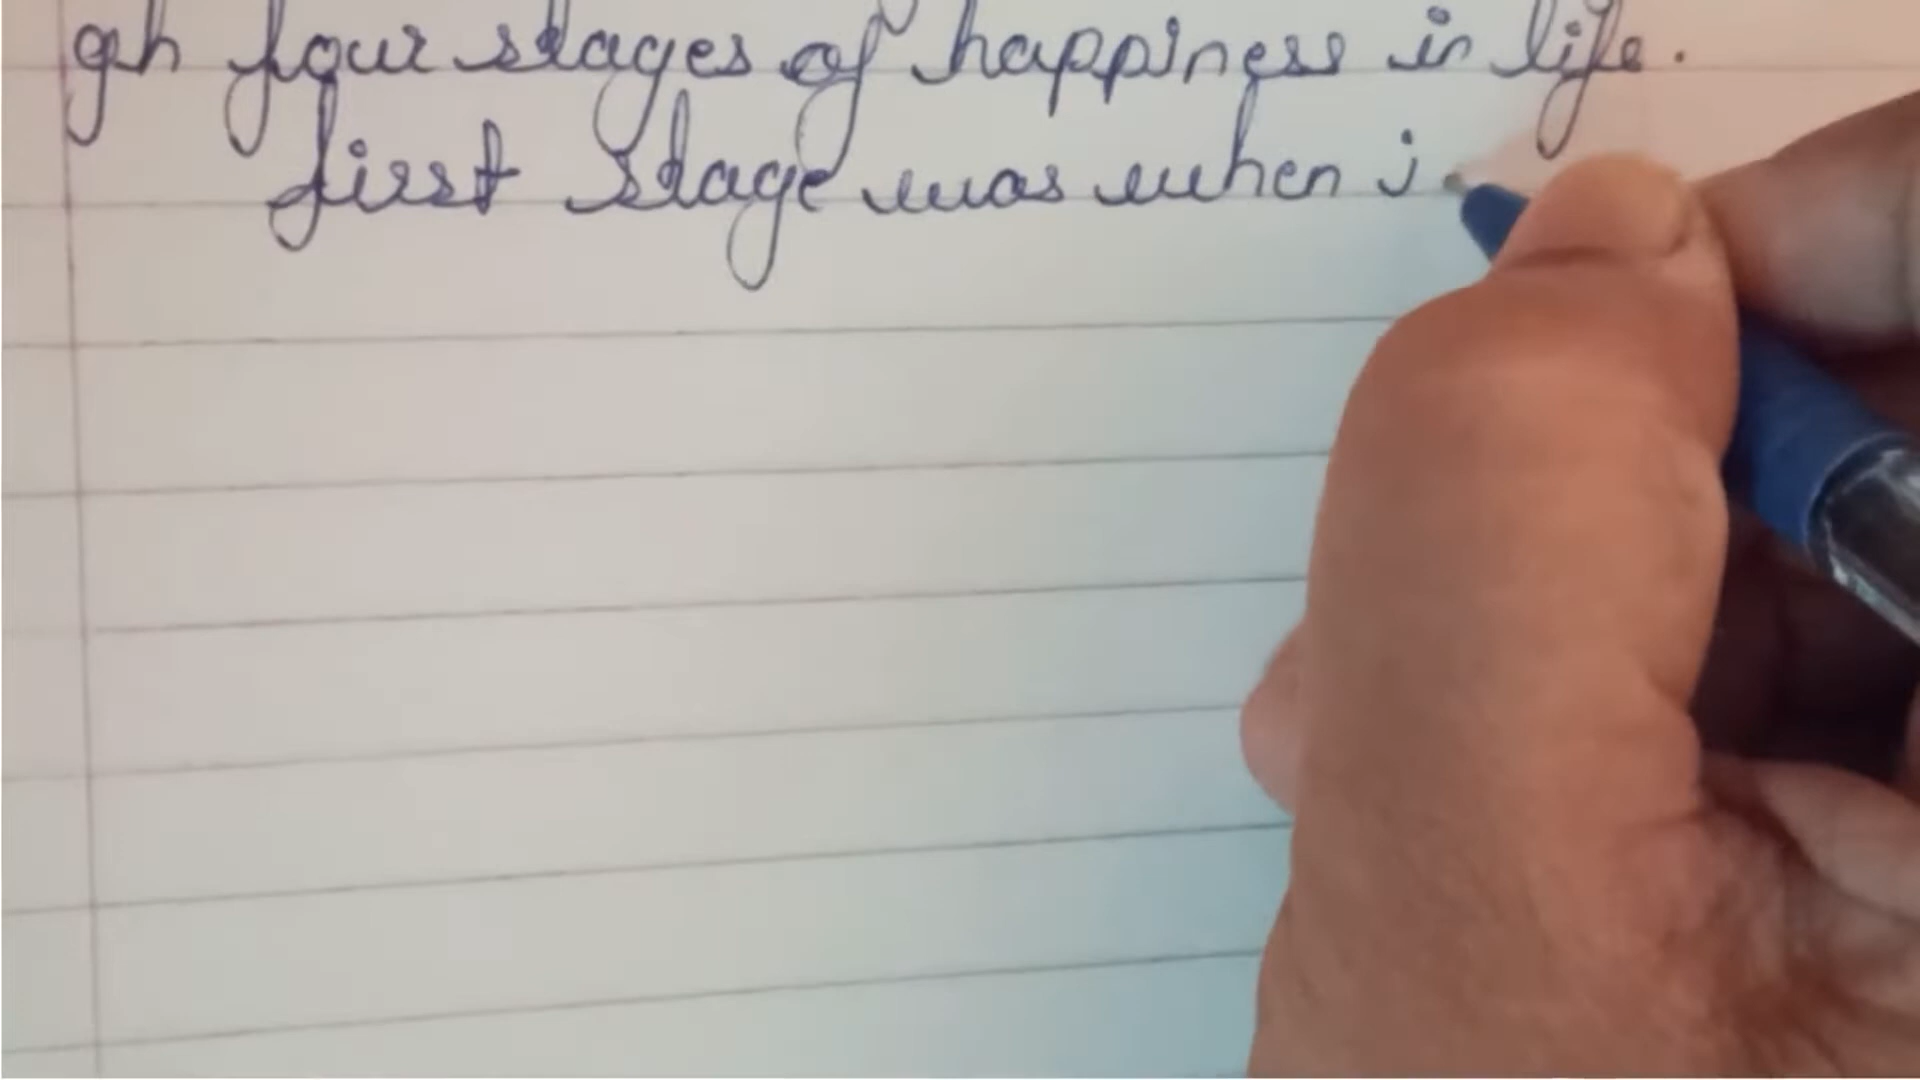 gh four stages of happiness in life.
first stage was when i